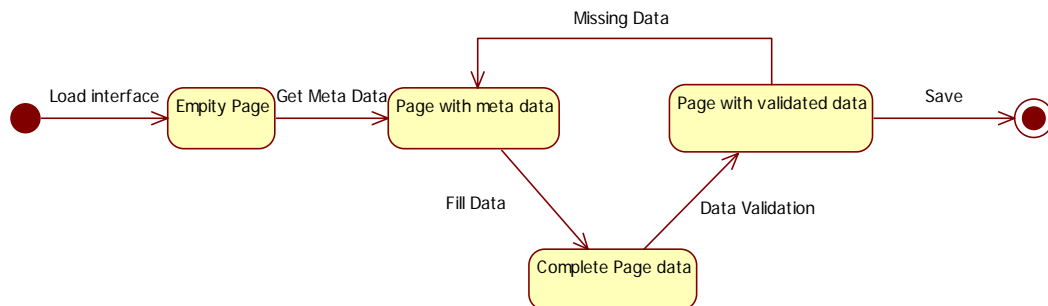 Missing Data
Load interface
Empity Page
Get Meta Data
Page with meta data
Page with validated data
Save
Fill Data
Data Validation
Complete Page data